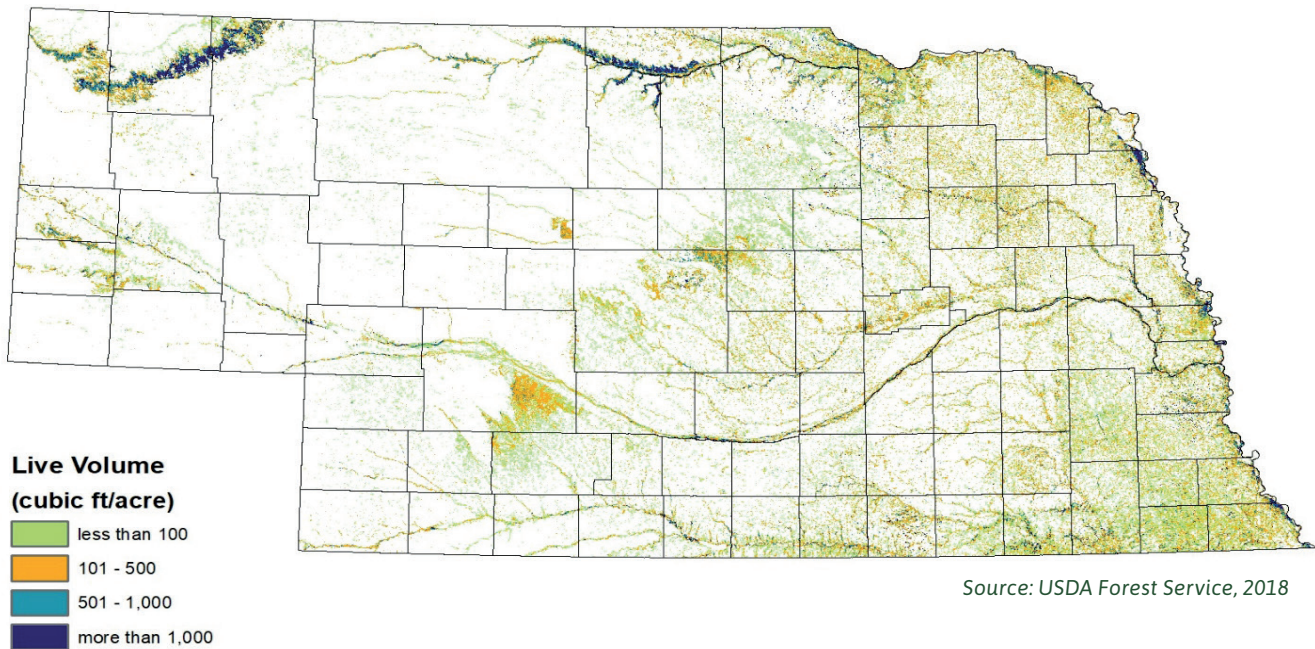 Live Volume
(cubic ft/acre)
less than 100
101 - 500
501 - 1,000
more than 1,000
Source: USDA Forest Service, 2018